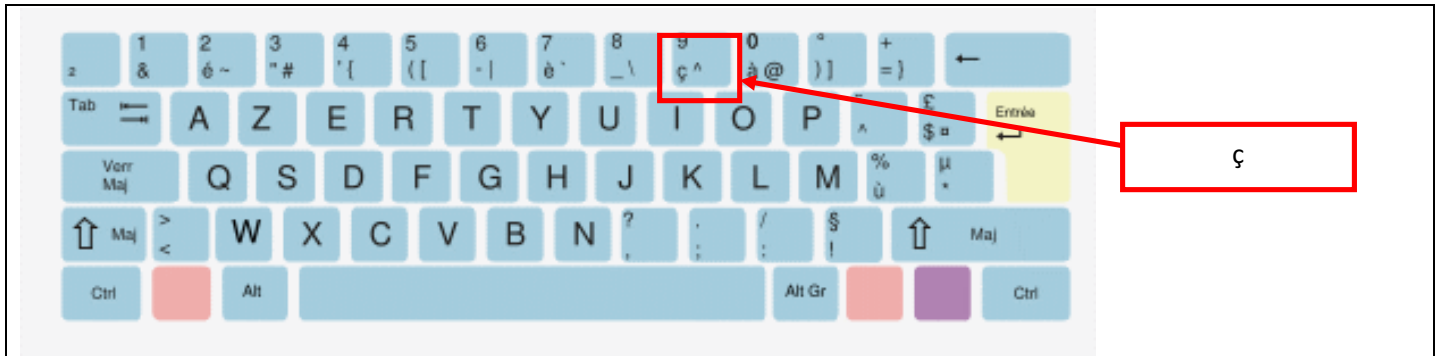 1 2 3 4 5 6 7 8 9 0 ° +
² & é ~ " # ' { ( [ - | è ` _ \ ç ^ à @ ) ] = } ←
Tab A Z E R T Y U I O P ¨ ^ £ $ ¤ Entrée
ç
Verr Maj Q S D F G H J K L M % ù µ *
⇧ Maj > < W X C V B N ? , . ; / : § ! ⇧ Maj
Ctrl Alt Alt Gr Ctrl